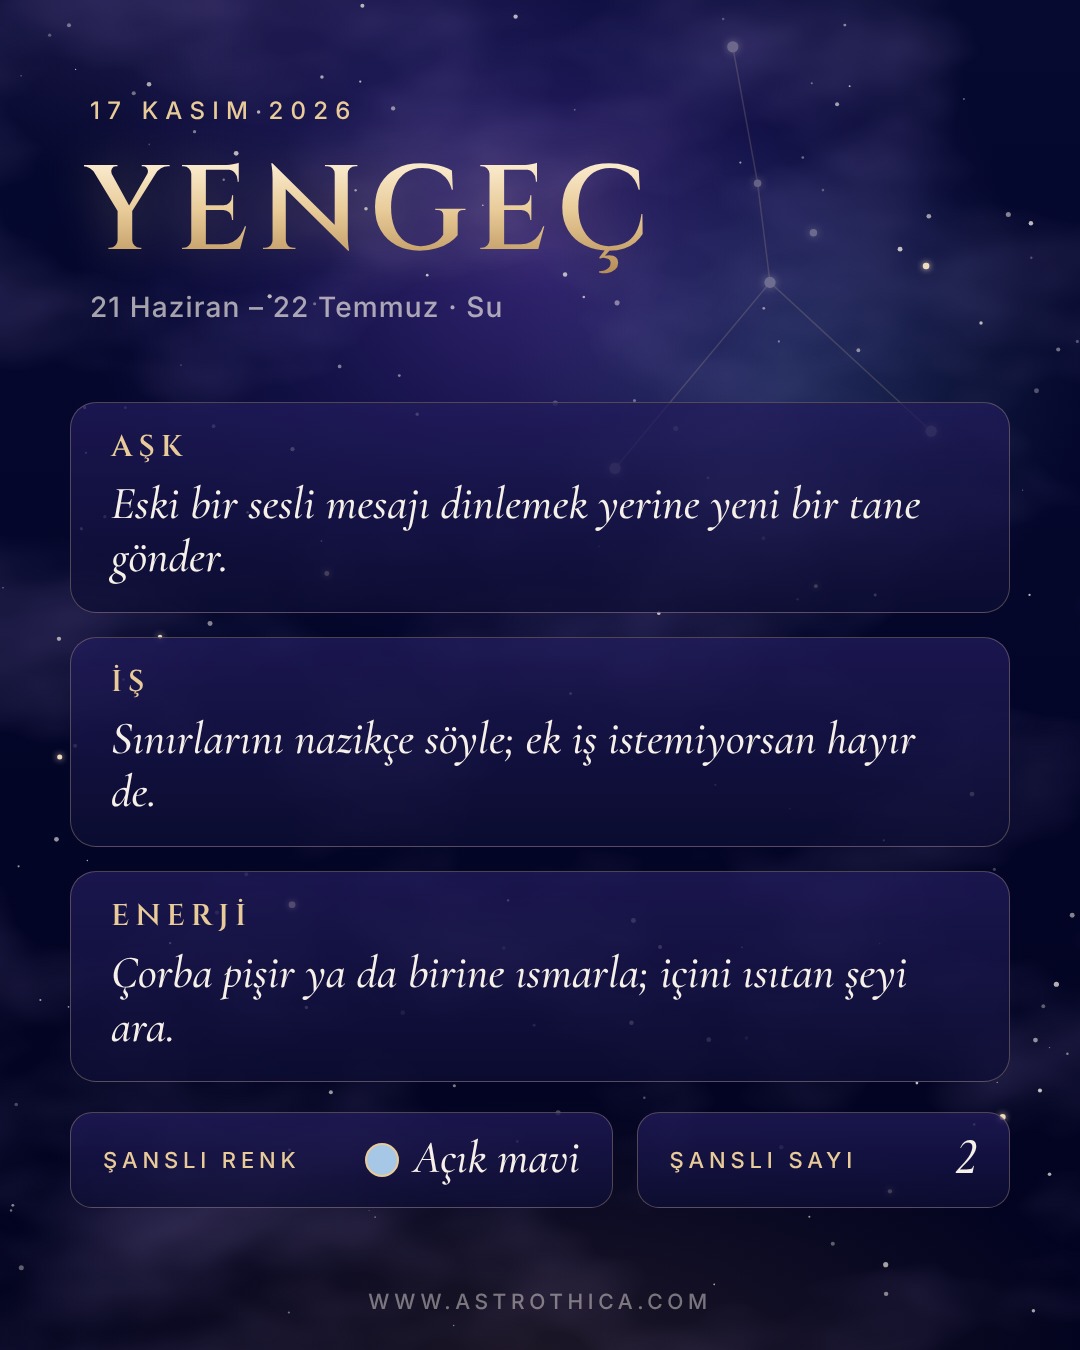 17 KASIM 2026
YENGEÇ
21 Haziran – 22 Temmuz · Su
AŞK
Eski bir sesli mesajı dinlemek yerine yeni bir tane
gönder.
İŞ
Sınırlarını nazikçe söyle; ek iş istemiyorsan hayır
de.
ENERJİ
Çorba pişir ya da birine ısmarla; içini ısıtan şeyi
ara.
ŞANSLI RENK Açık mavi
ŞANSLI SAYI 2
WWW.ASTROTHICA.COM